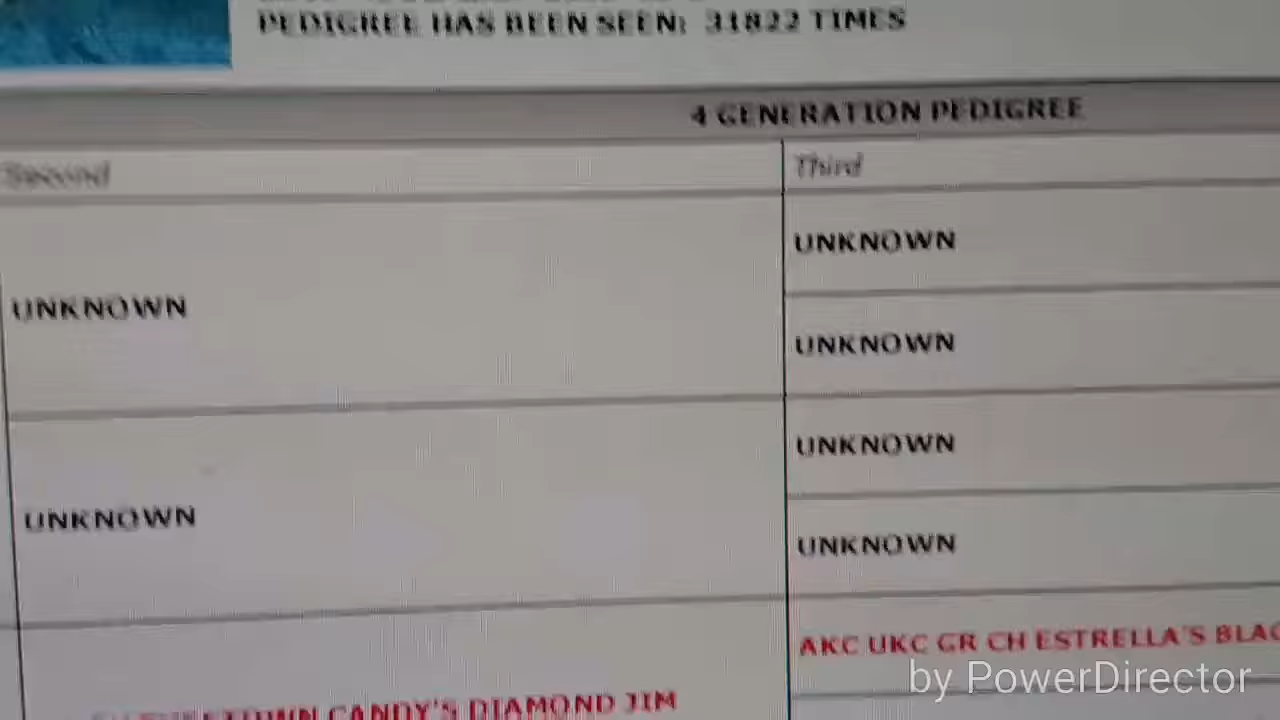 PEDIGREE HAS BEEN SEEN: 31822 TIMES
4 GENERATION PEDIGREE
Second
Third
UNKNOWN
UNKNOWN
UNKNOWN
UNKNOWN
UNKNOWN
UNKNOWN
AKC UKC GR CH ESTRELLA'S
CANDY'S DIAMOND JIM
by PowerDirector